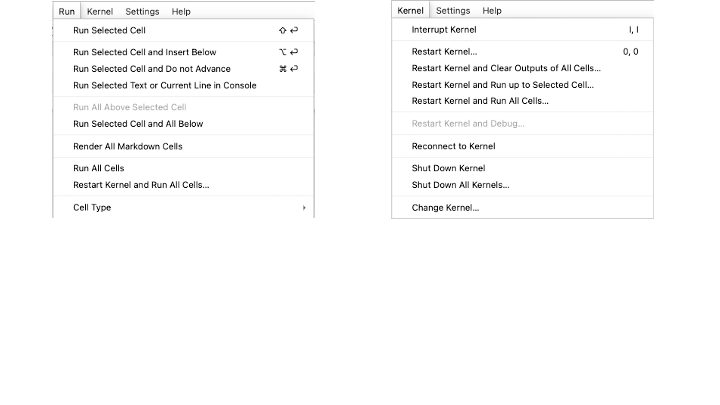 Run Kernel Settings Help
Run Selected Cell ⇧ ⏎
Run Selected Cell and Insert Below ⌥ ⏎
Run Selected Cell and Do not Advance ⌘ ⏎
Run Selected Text or Current Line in Console
Run All Above Selected Cell
Run Selected Cell and All Below
Render All Markdown Cells
Run All Cells
Restart Kernel and Run All Cells...
Cell Type
Kernel Settings Help
Interrupt Kernel I, I
Restart Kernel... 0, 0
Restart Kernel and Clear Outputs of All Cells...
Restart Kernel and Run up to Selected Cell...
Restart Kernel and Run All Cells...
Restart Kernel and Debug...
Reconnect to Kernel
Shut Down Kernel
Shut Down All Kernels...
Change Kernel...